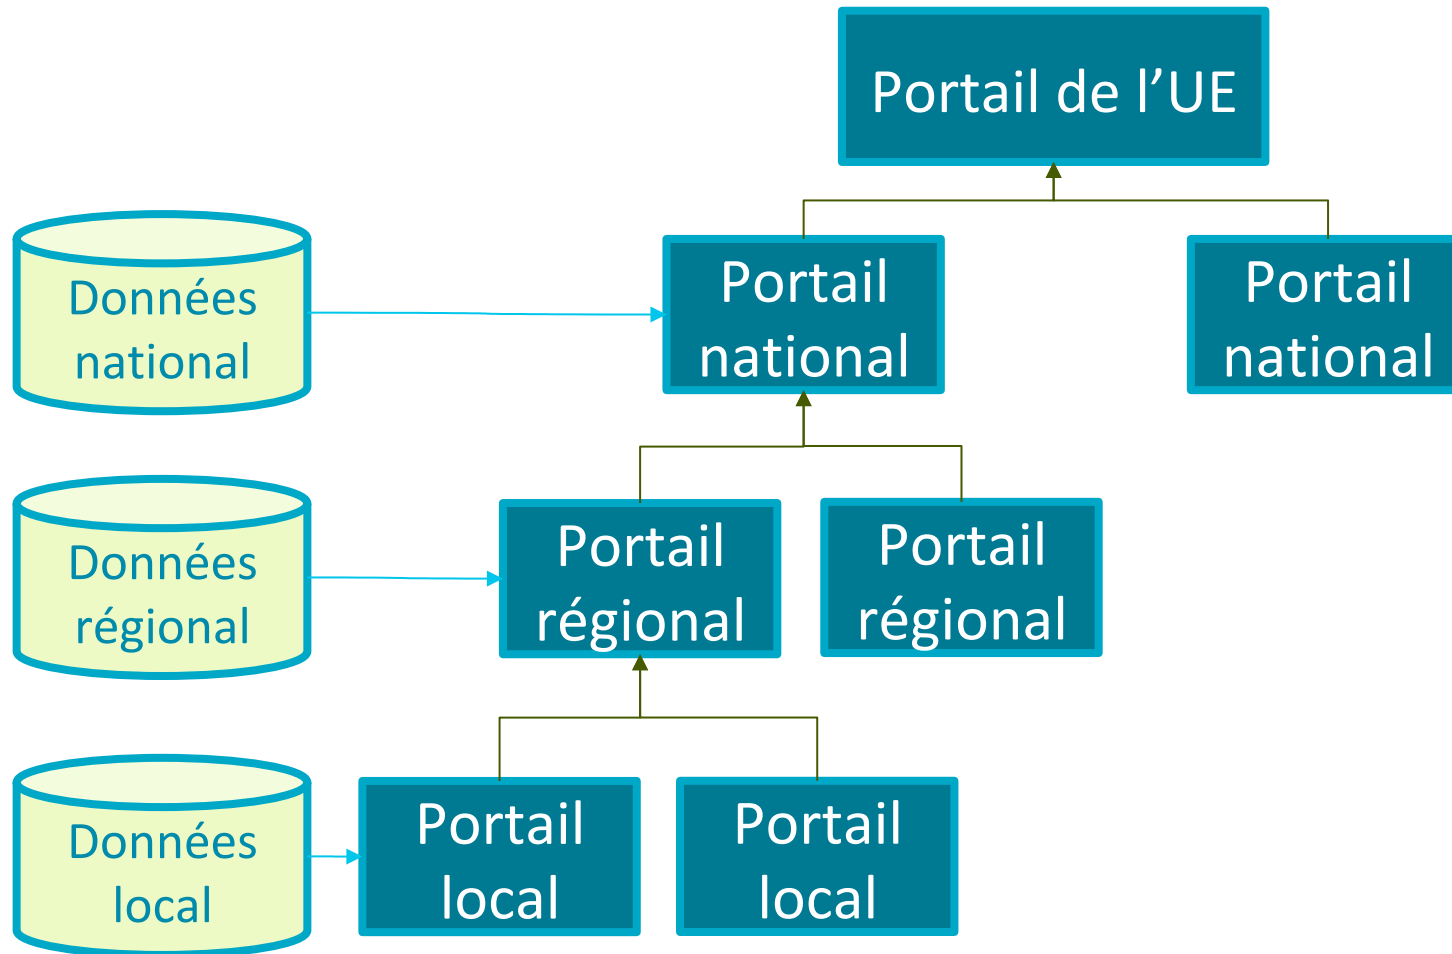 Portail de l’UE
Données
national
Portail
national
Portail
national
Données
régional
Portail
régional
Portail
régional
Données
local
Portail
local
Portail
local